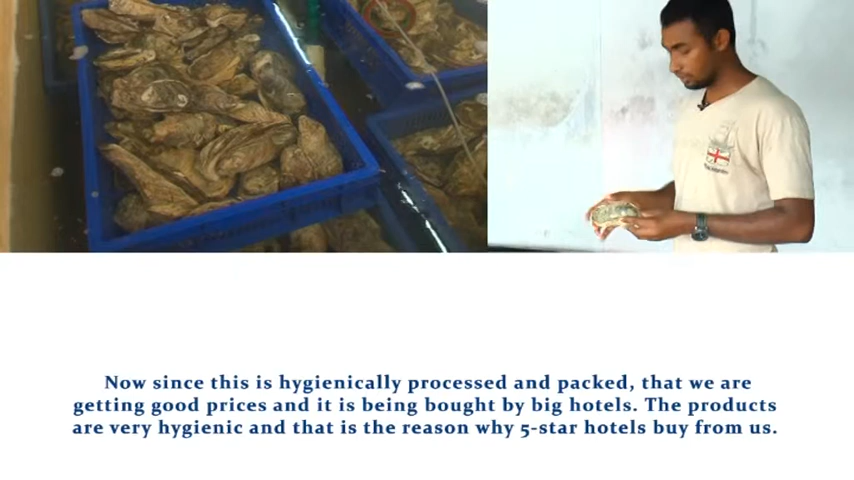 Now since this is hygienically processed and packed, that we are
getting good prices and it is being bought by big hotels. The products
are very hygienic and that is the reason why 5-star hotels buy from us.